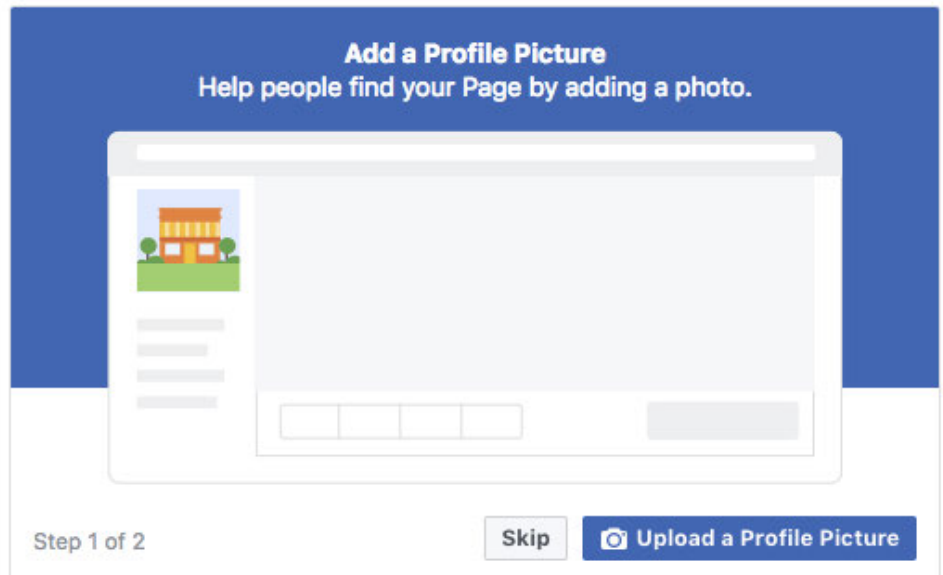 Add a Profile Picture
Help people find your Page by adding a photo.
Step 1 of 2
Skip
Upload a Profile Picture